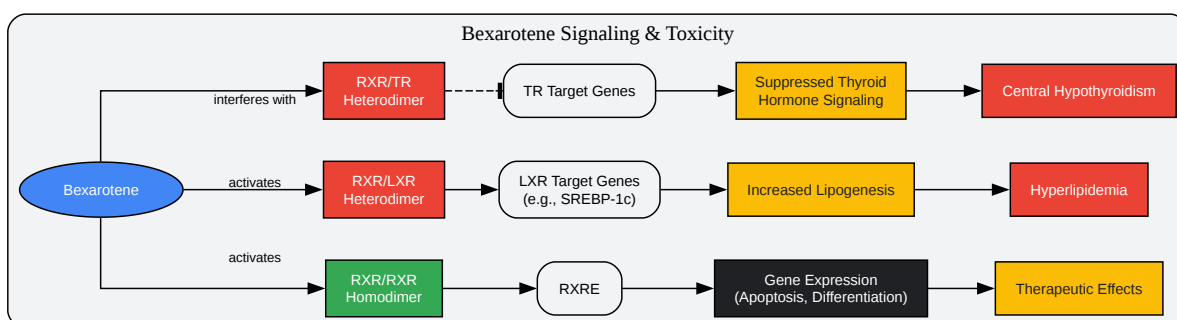 Bexarotene Signaling & Toxicity
interferes with
RXR/TR
Heterodimer
TR Target Genes
Suppressed Thyroid
Hormone Signaling
Central Hypothyroidism
Bexarotene
activates
RXR/LXR
Heterodimer
LXR Target Genes
(e.g., SREBP-1c)
Increased Lipogenesis
Hyperlipidemia
activates
RXR/RXR
Homodimer
RXRE
Gene Expression
(Apoptosis, Differentiation)
Therapeutic Effects